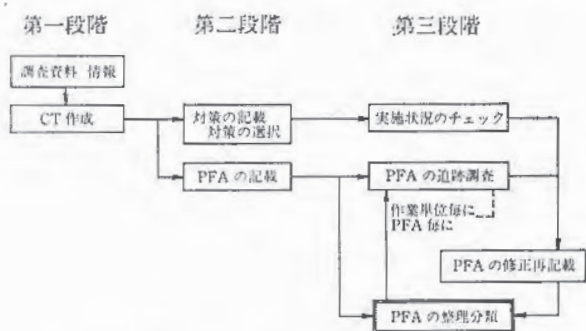 第一段階 第二段階 第三段階
調査資料 情報
CT 作成
対策の記載
対策の選択
実施状況のチェック
PFA の記載
PFA の追跡調査
作業単位毎に
PFA 毎に
PFA の修正再記載
PFA の整理分類